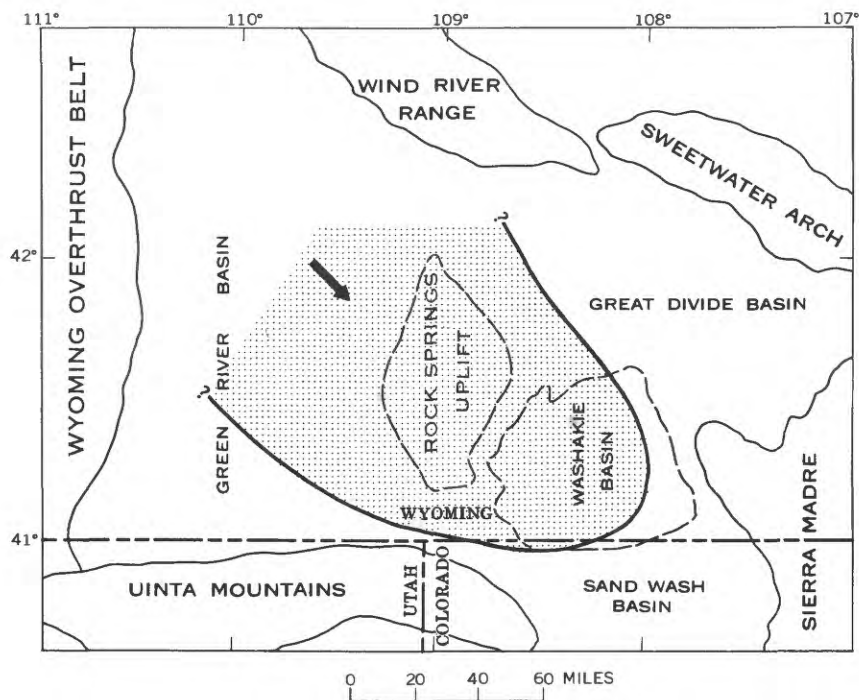 111°
110°
109°
108°
107°
WYOMING OVERTHRUST BELT
WIND RIVER
RANGE
SWEETWATER ARCH
?
42°
GREEN RIVER BASIN
ROCK SPRINGS
UPLIFT
GREAT DIVIDE BASIN
?
WASHAKIE
BASIN
WYOMING
41°
UINTA MOUNTAINS
UTAH
COLORADO
SAND WASH
BASIN
SIERRA MADRE
0 20 40 60 MILES